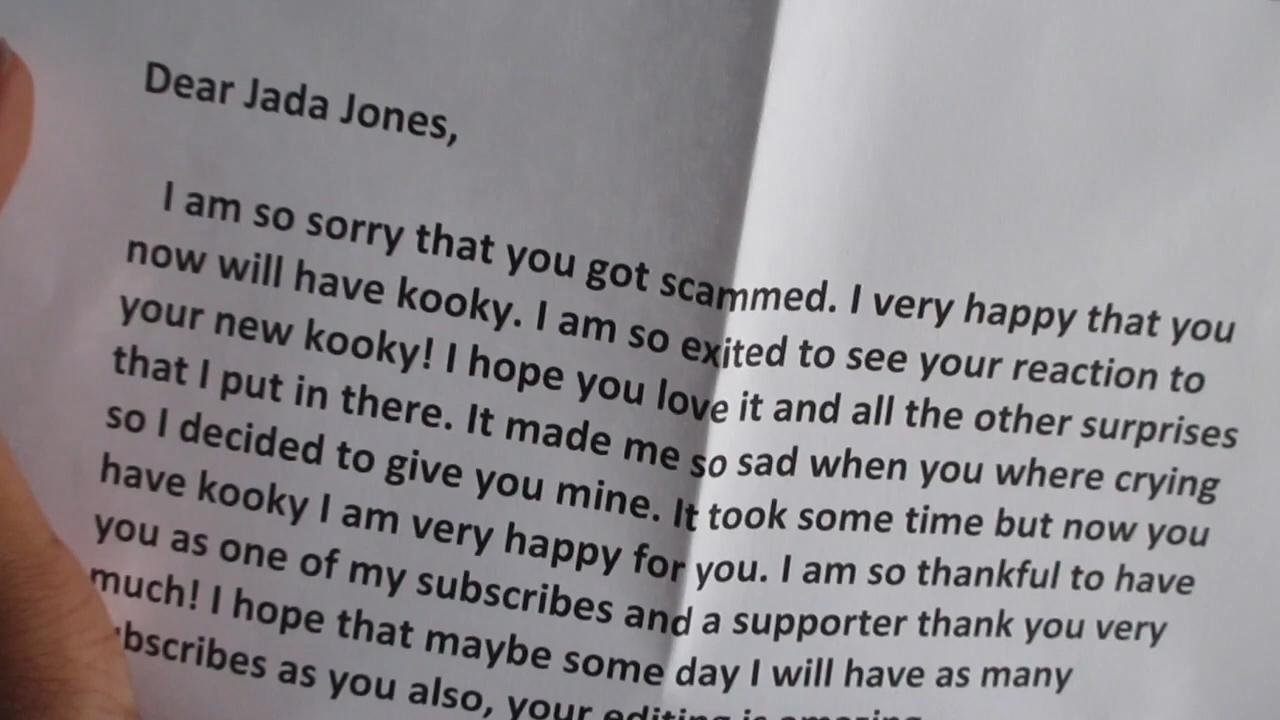 Dear Jada Jones,
I am so sorry that you got scammed. I very happy that you
now will have kooky. I am so exited to see your reaction to
your new kooky! I hope you love it and all the other surprises
that I put in there. It made me so sad when you where crying
so I decided to give you mine. It took some time but now you
have kooky I am very happy for you. I am so thankful to have
you as one of my subscribes and a supporter thank you very
much! I hope that maybe some day I will have as many
ubscribes as you also, your editing is amazing